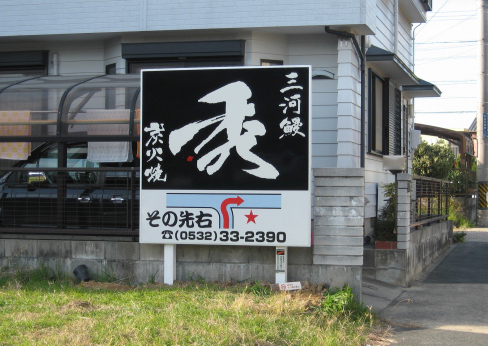 三河鰻
秀
炭火焼
その先右
☎(0532)33-2390